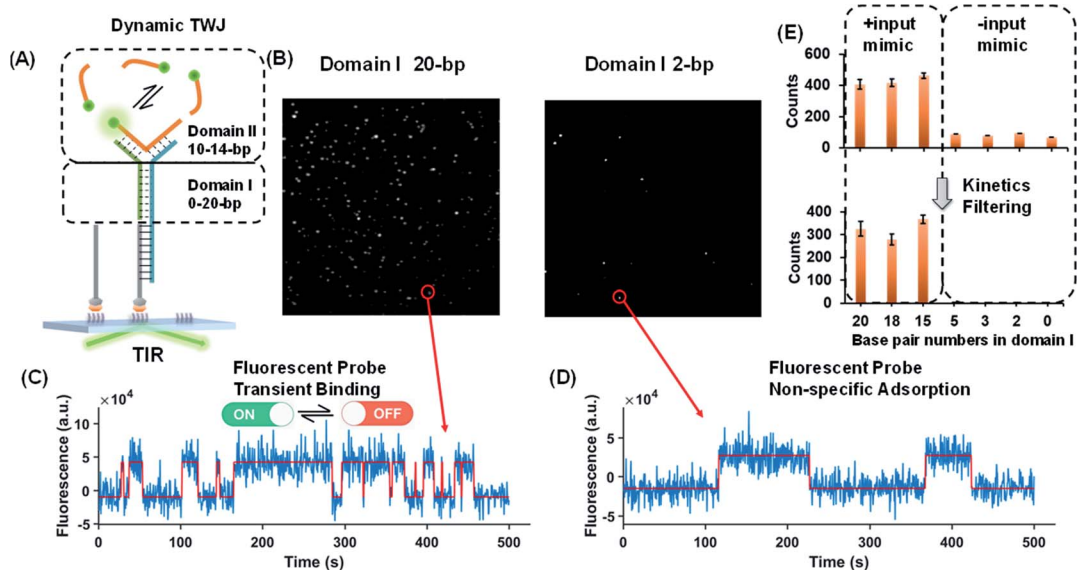 Dynamic TWJ
(A)
Domain II
10-14-bp
Domain I
0-20-bp
TIR
(B)
Domain I 20-bp
Domain I 2-bp
(E)
+input
mimic
-input
mimic
Counts
600
400
200
0
Kinetics
Filtering
Counts
400
300
200
100
0
20 18 15 5 3 2 0
Base pair numbers in domain I
(C)
Fluorescent Probe
Transient Binding
ON
OFF
×10⁴
Fluorescence (a.u.)
10
5
0
-5
0 100 200 300 400 500
Time (s)
(D)
Fluorescent Probe
Non-specific Adsorption
×10⁴
Fluorescence (a.u.)
5
0
-5
0 100 200 300 400 500
Time (s)